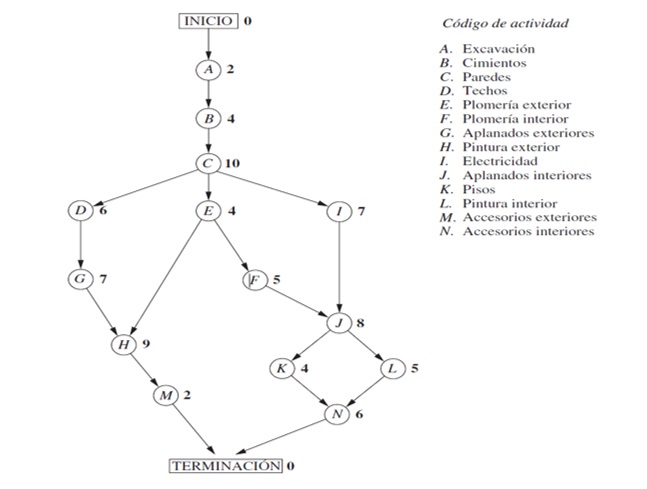 INICIO 0
Código de actividad
A. Excavación
B. Cimientos
C. Paredes
D. Techos
E. Plomería exterior
F. Plomería interior
G. Aplanados exteriores
H. Pintura exterior
I. Electricidad
J. Aplanados interiores
K. Pisos
L. Pintura interior
M. Accesorios exteriores
N. Accesorios interiores
A 2
B 4
C 10
D 6
E 4
I 7
G 7
F 5
J 8
H 9
K 4
L 5
M 2
N 6
TERMINACIÓN 0